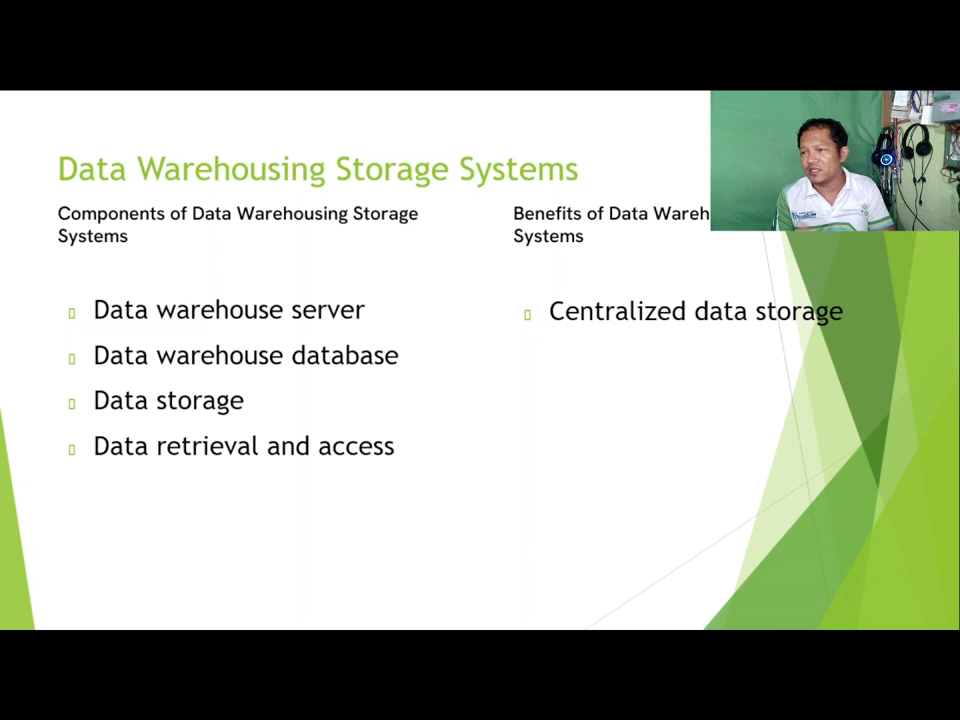 Data Warehousing Storage Systems
Components of Data Warehousing Storage
Systems
Data warehouse server
Data warehouse database
Data storage
Data retrieval and access
Benefits of Data
Systems
Centralized data storage